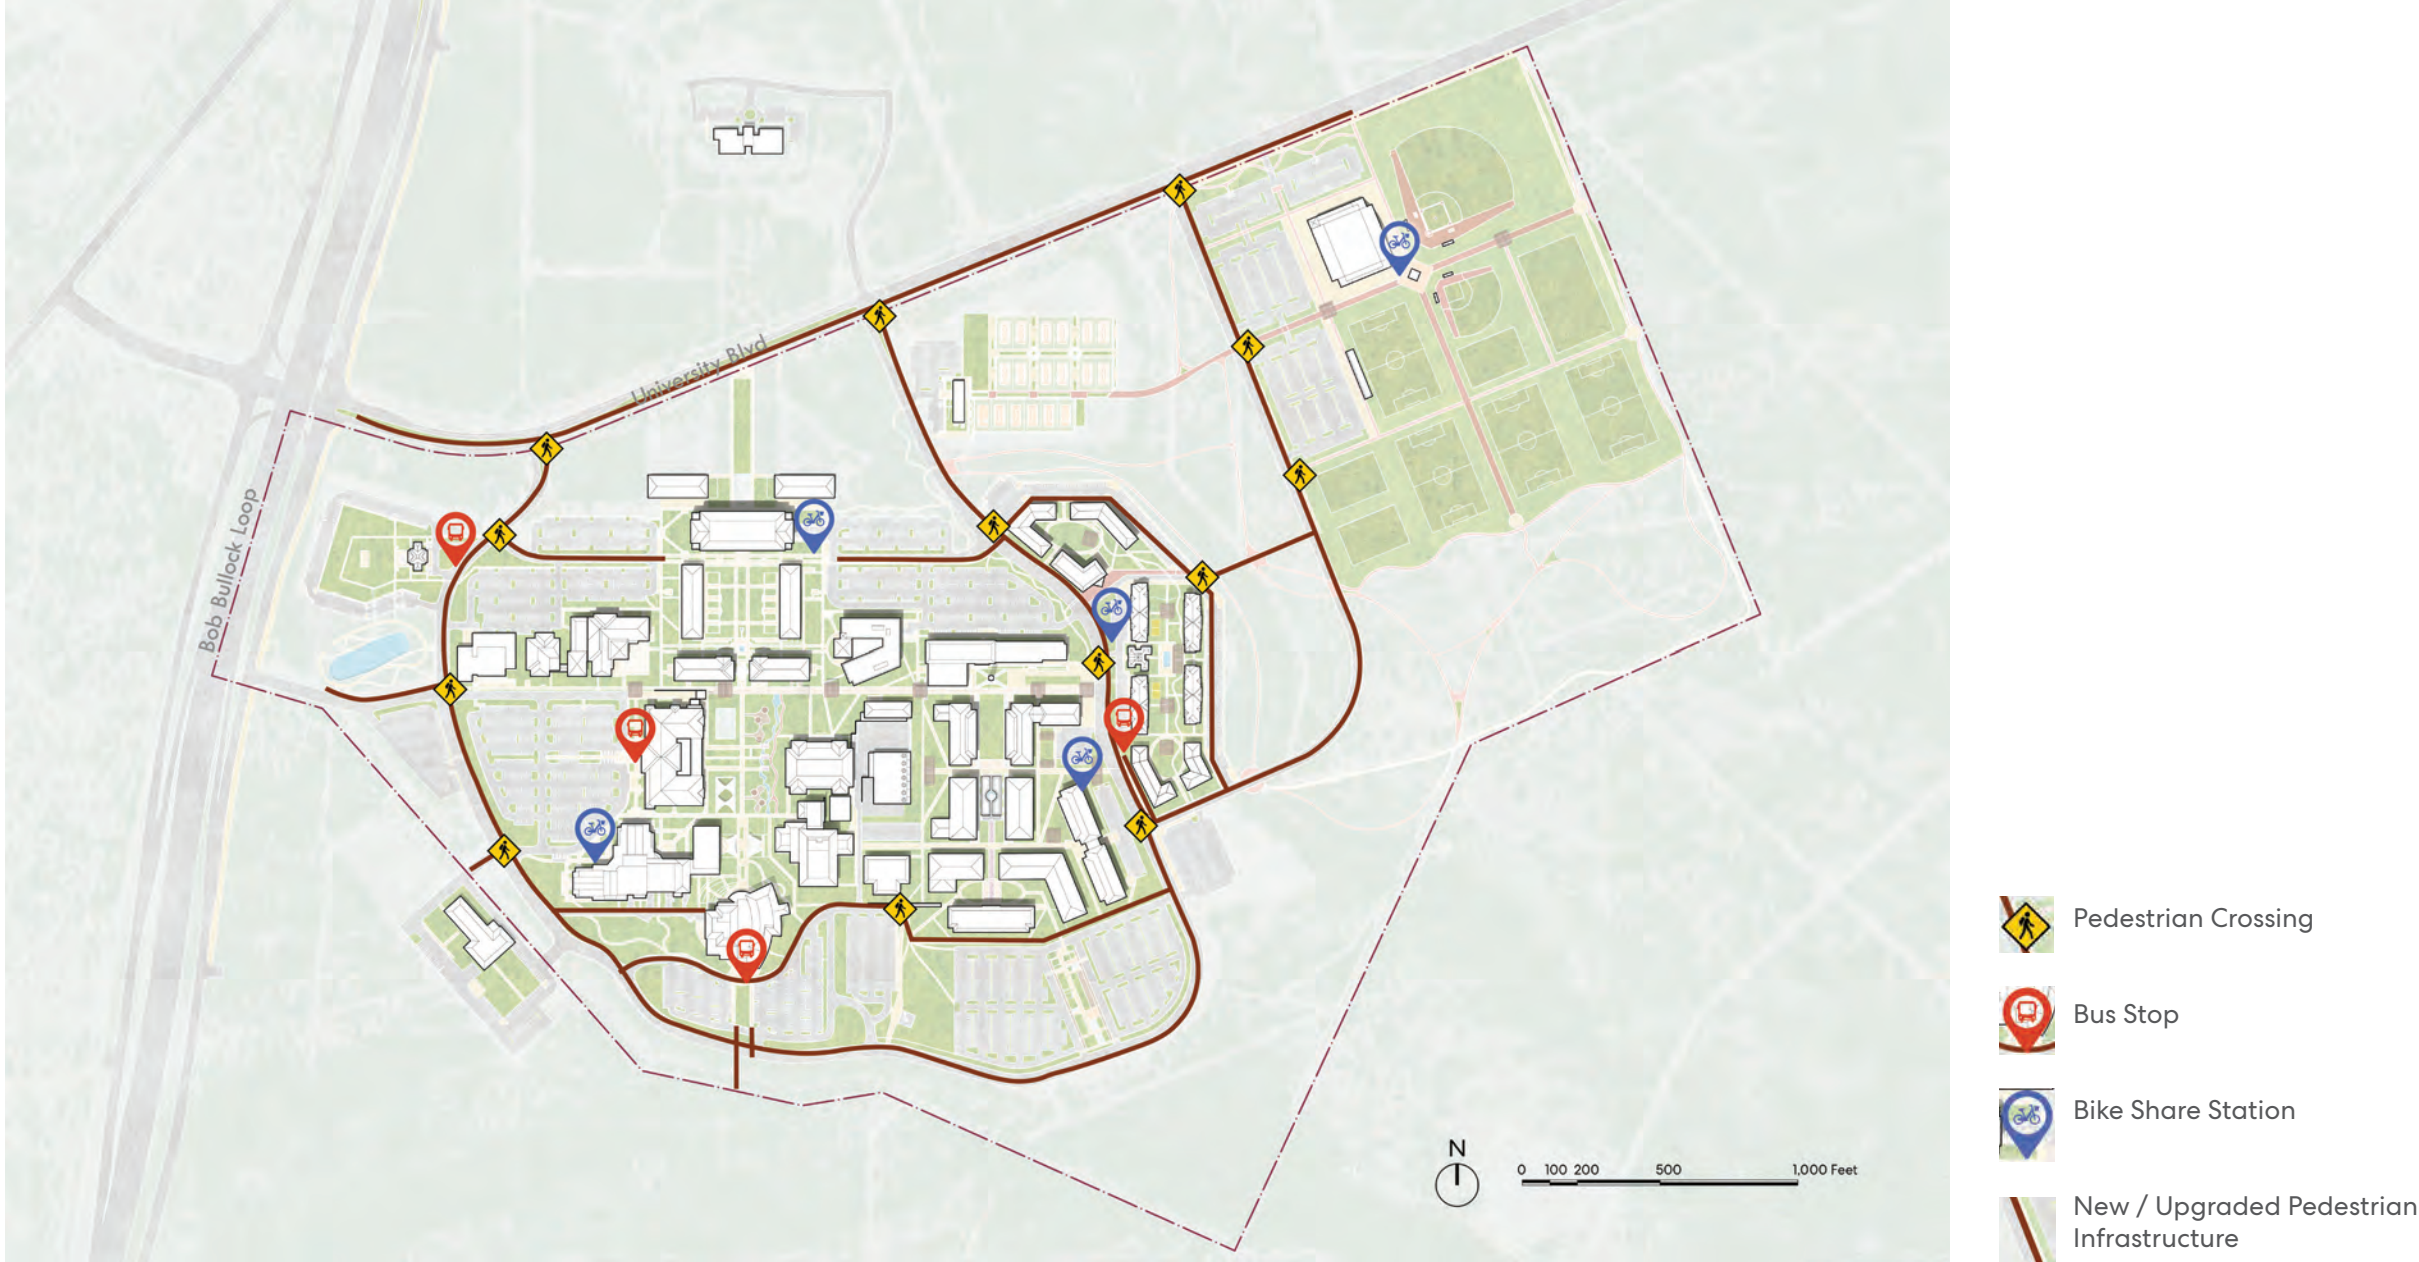 University Blvd
Bob Bullock Loop
N
0 100 200 500 1,000 Feet
Pedestrian Crossing
Bus Stop
Bike Share Station
New / Upgraded Pedestrian
Infrastructure